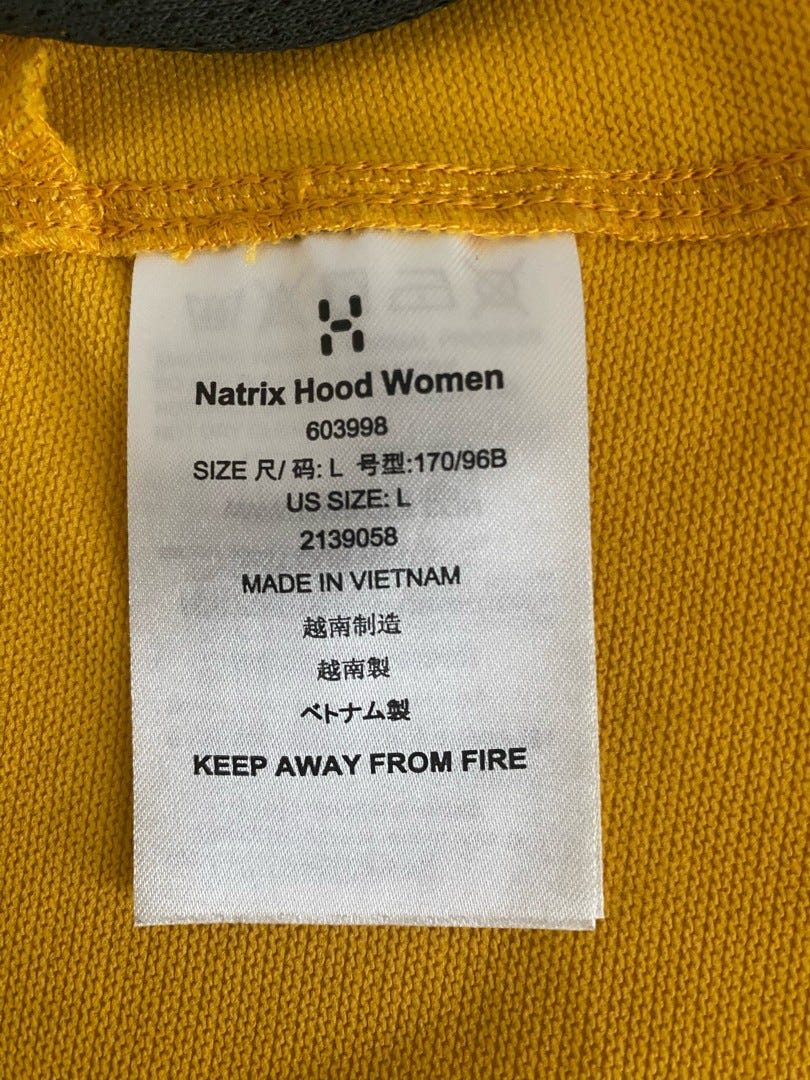 Natrix Hood Women
603998
SIZE 尺/ 码: L 号型:170/96B
US SIZE: L
2139058
MADE IN VIETNAM
越南制造
越南製
ベトナム製
KEEP AWAY FROM FIRE